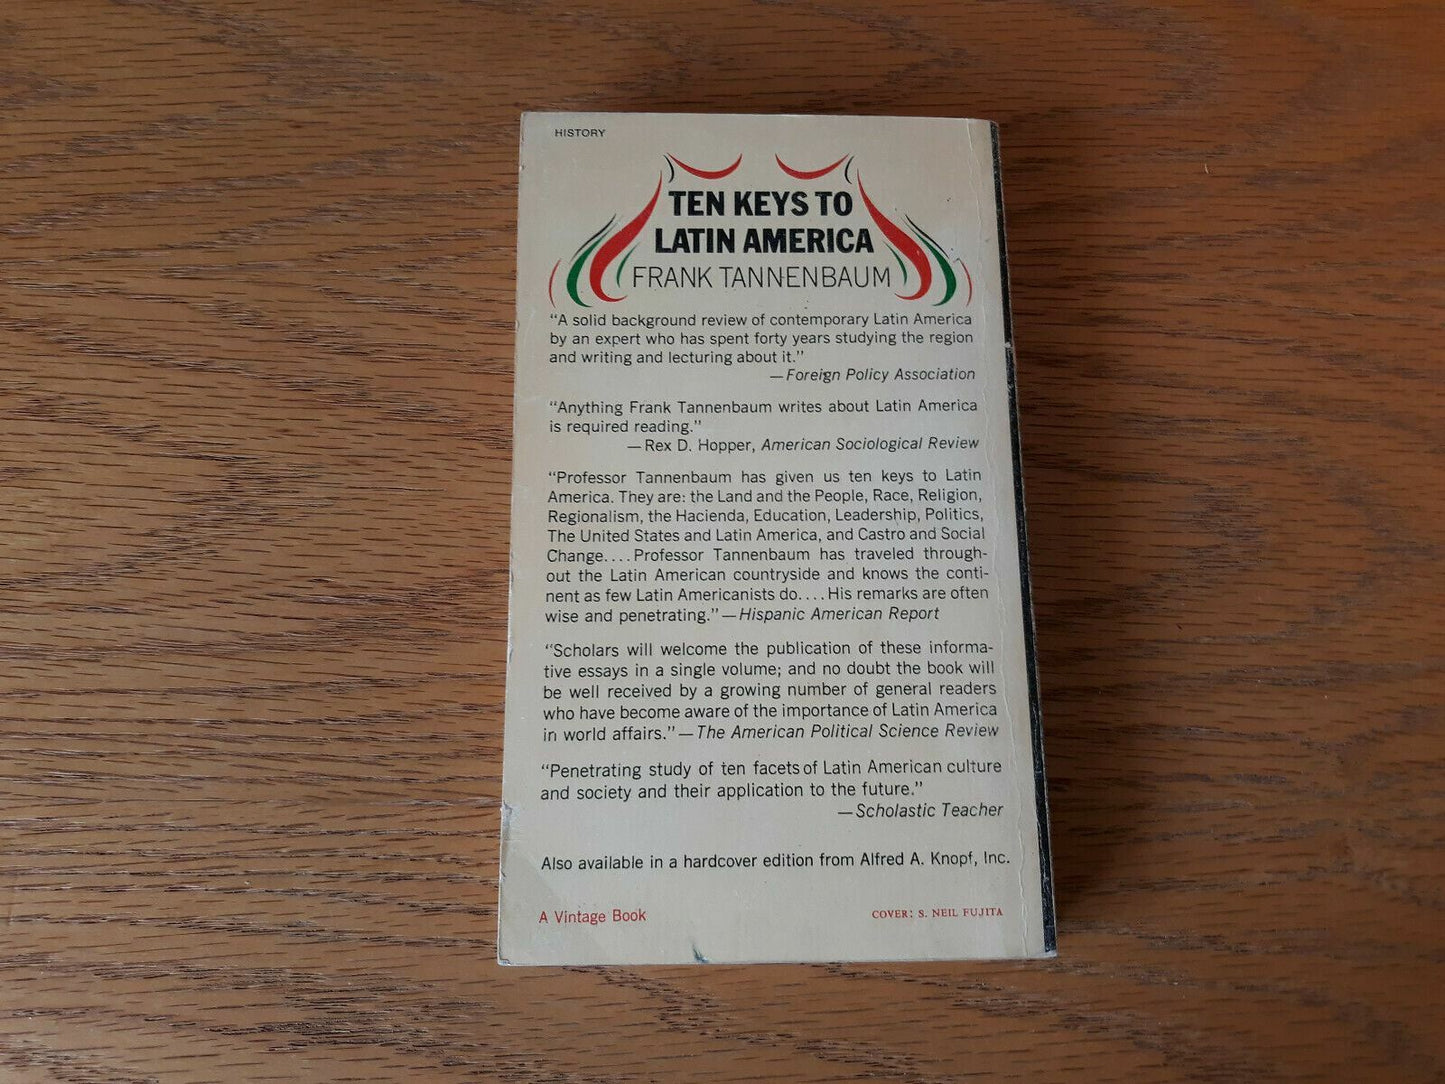 HISTORY
TEN KEYS TO
LATIN AMERICA
FRANK TANNENBAUM
“A solid background review of contemporary Latin America
by an expert who has spent forty years studying the region
and writing and lecturing about it.”
—Foreign Policy Association
“Anything Frank Tannenbaum writes about Latin America
is required reading.”
—Rex D. Hopper, American Sociological Review
“Professor Tannenbaum has given us ten keys to Latin
America. They are: the Land and the People, Race, Religion,
Regionalism, the Hacienda, Education, Leadership, Politics,
The United States and Latin America, and Castro and Social
Change.... Professor Tannenbaum has traveled through-
out the Latin American countryside and knows the conti-
nent as few Latin Americanists do.... His remarks are often
wise and penetrating.”—Hispanic American Report
“Scholars will welcome the publication of these informa-
tive essays in a single volume; and no doubt the book will
be well received by a growing number of general readers
who have become aware of the importance of Latin America
in world affairs.”—The American Political Science Review
“Penetrating study of ten facets of Latin American culture
and society and their application to the future.”
—Scholastic Teacher
Also available in a hardcover edition from Alfred A. Knopf, Inc.
A Vintage Book
COVER: S. NEIL FUJITA